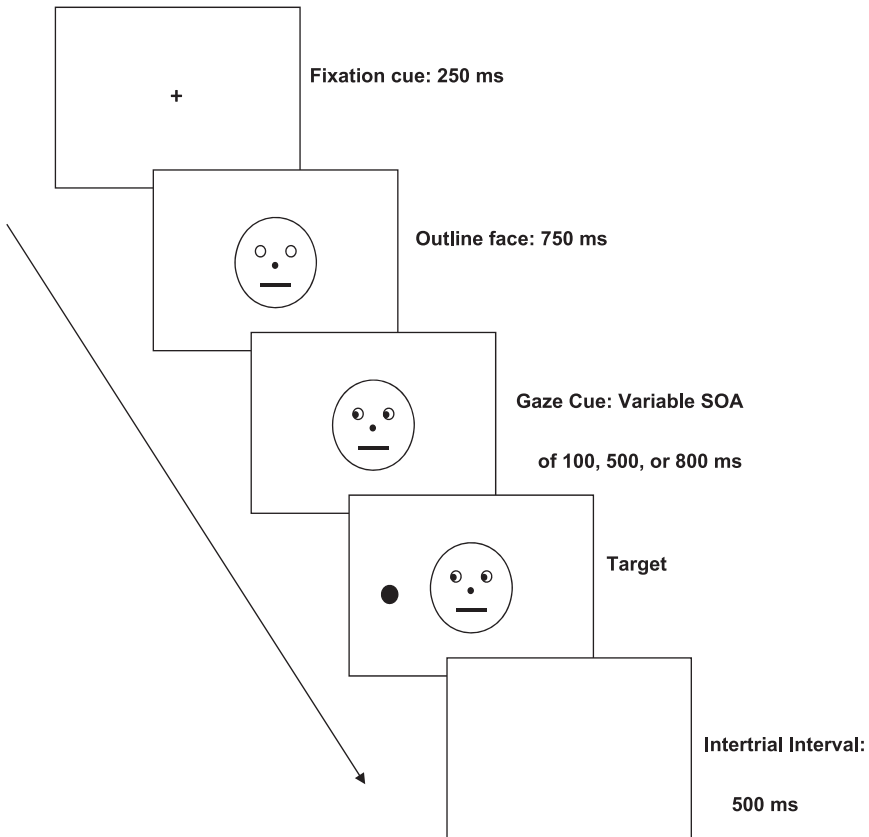 Fixation cue: 250 ms
Outline face: 750 ms
Gaze Cue: Variable SOA
of 100, 500, or 800 ms
Target
Intertrial Interval:
500 ms